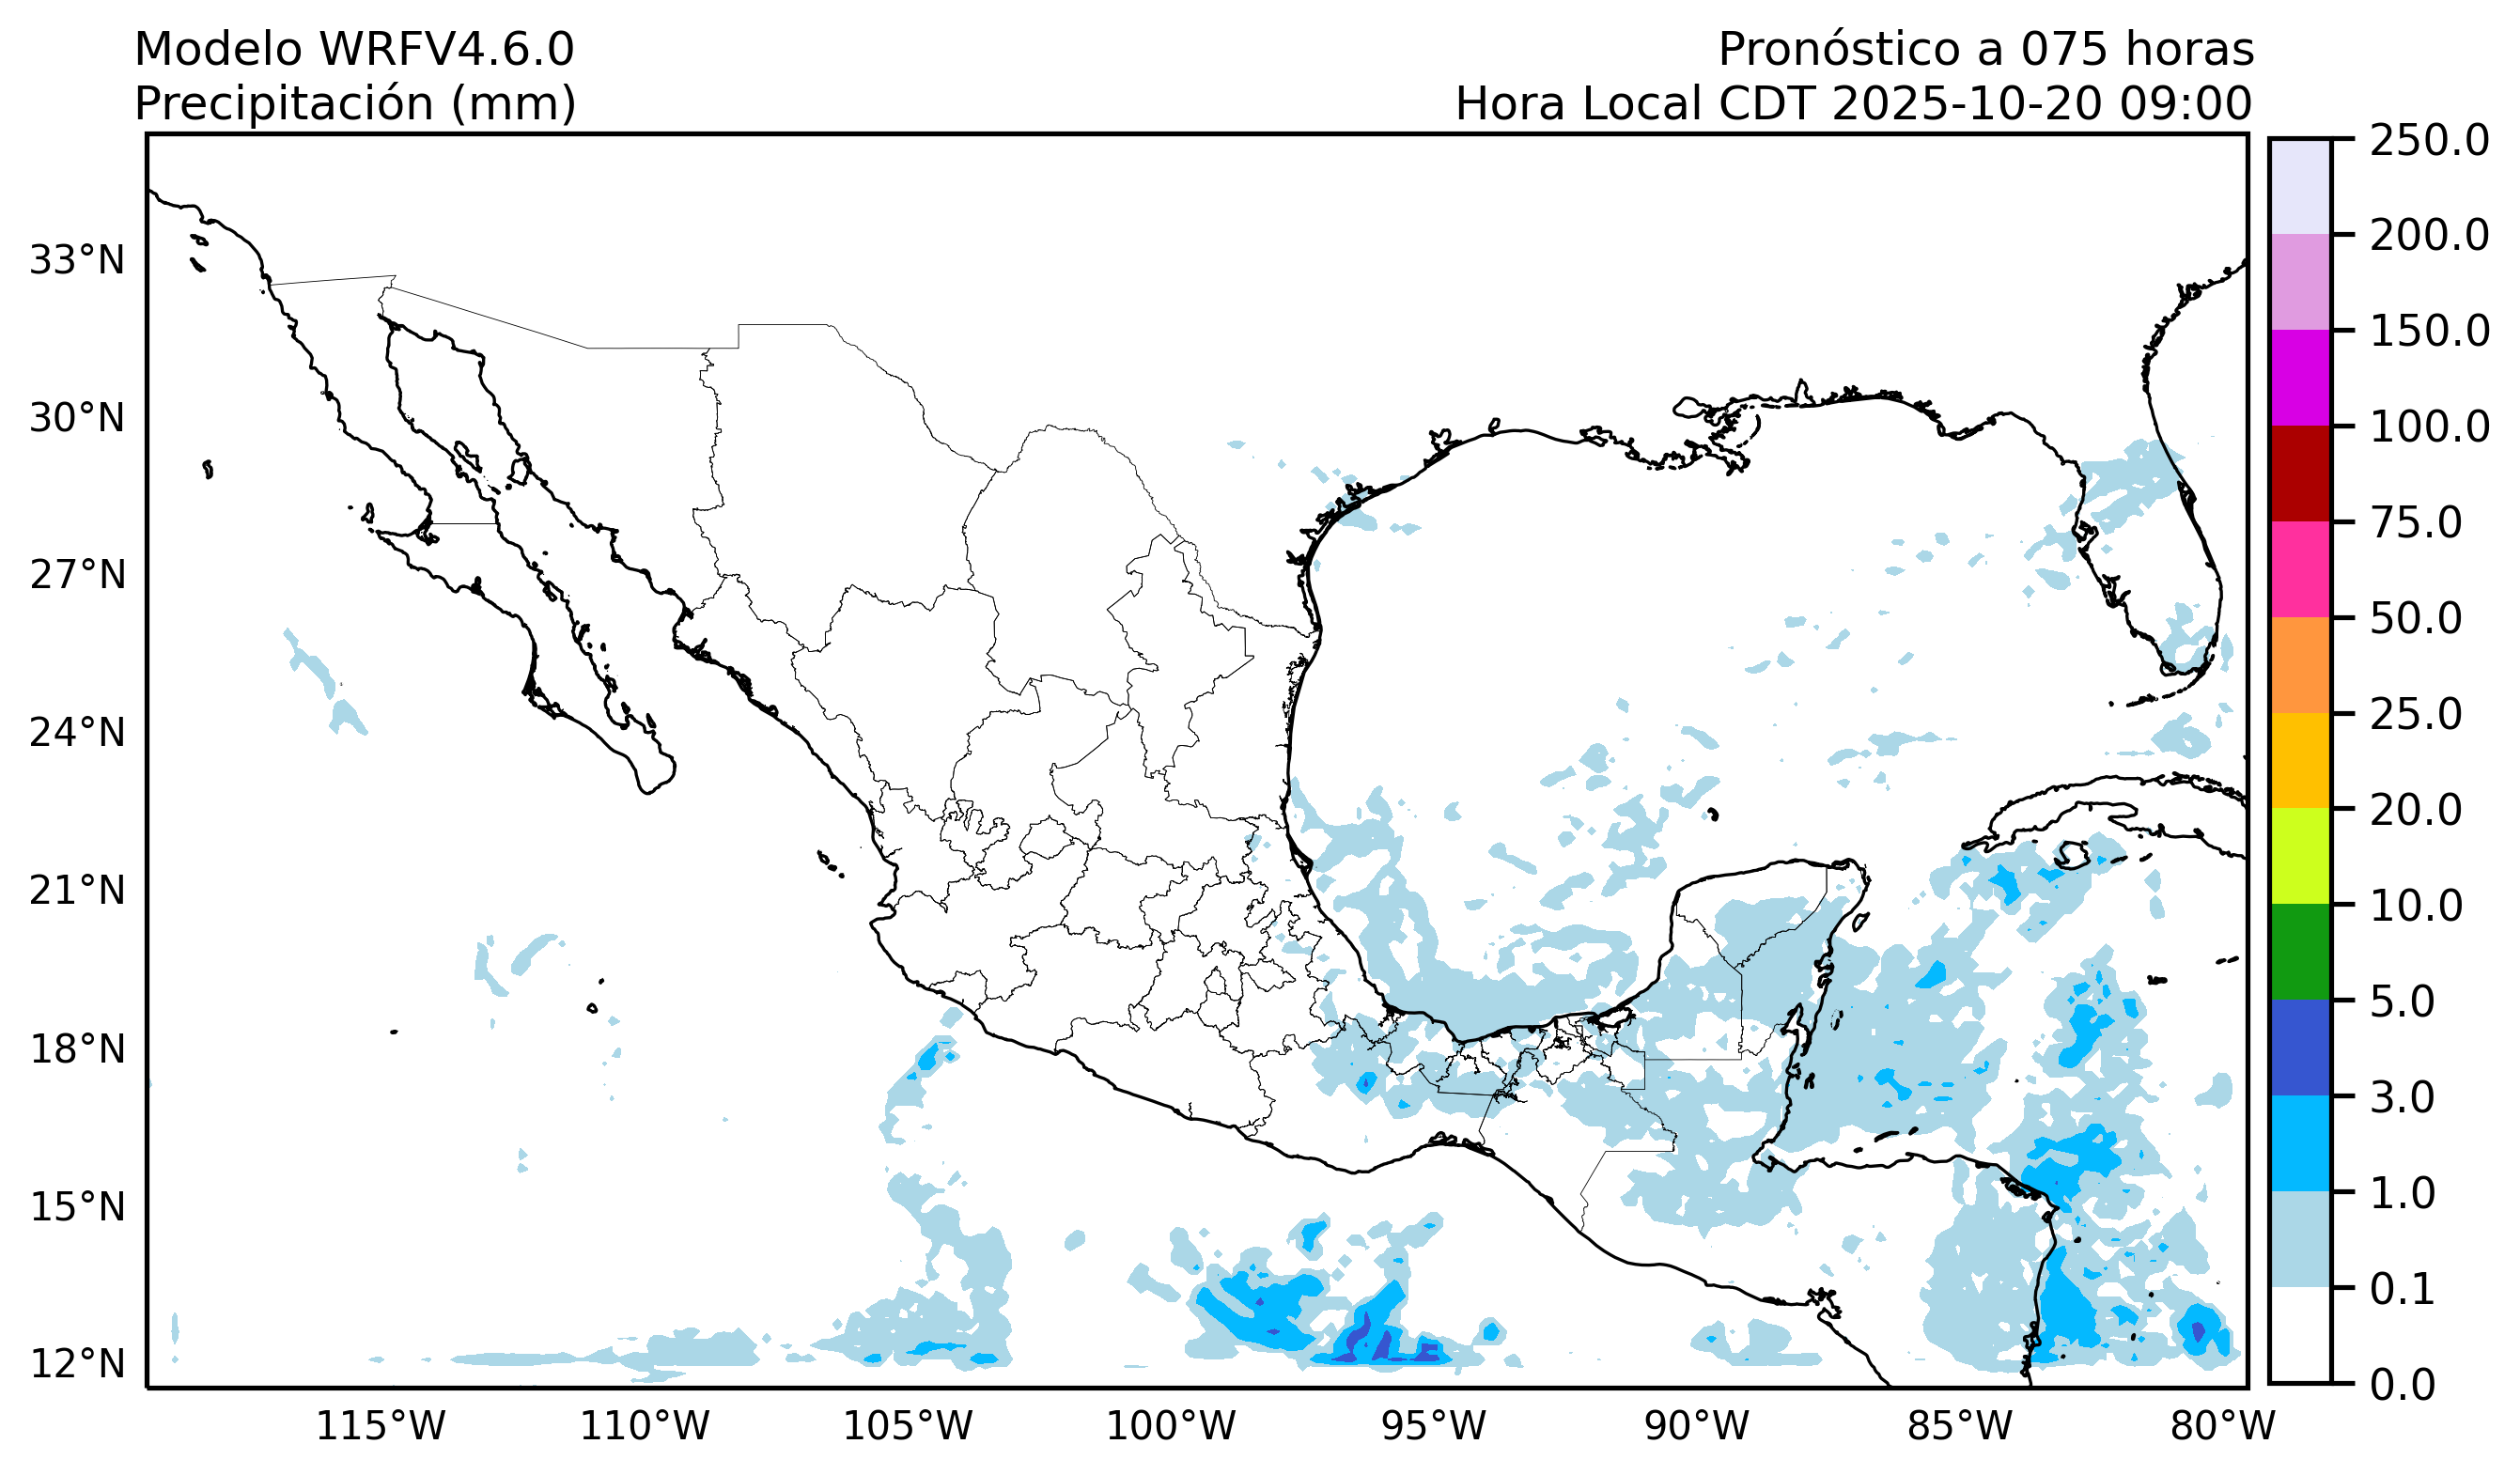 Modelo WRFV4.6.0
Precipitación (mm)
Pronóstico a 075 horas
Hora Local CDT 2025-10-20 09:00
33°N
30°N
27°N
24°N
21°N
18°N
15°N
12°N
115°W
110°W
105°W
100°W
95°W
90°W
85°W
80°W
250.0
200.0
150.0
100.0
75.0
50.0
25.0
20.0
10.0
5.0
3.0
1.0
0.1
0.0